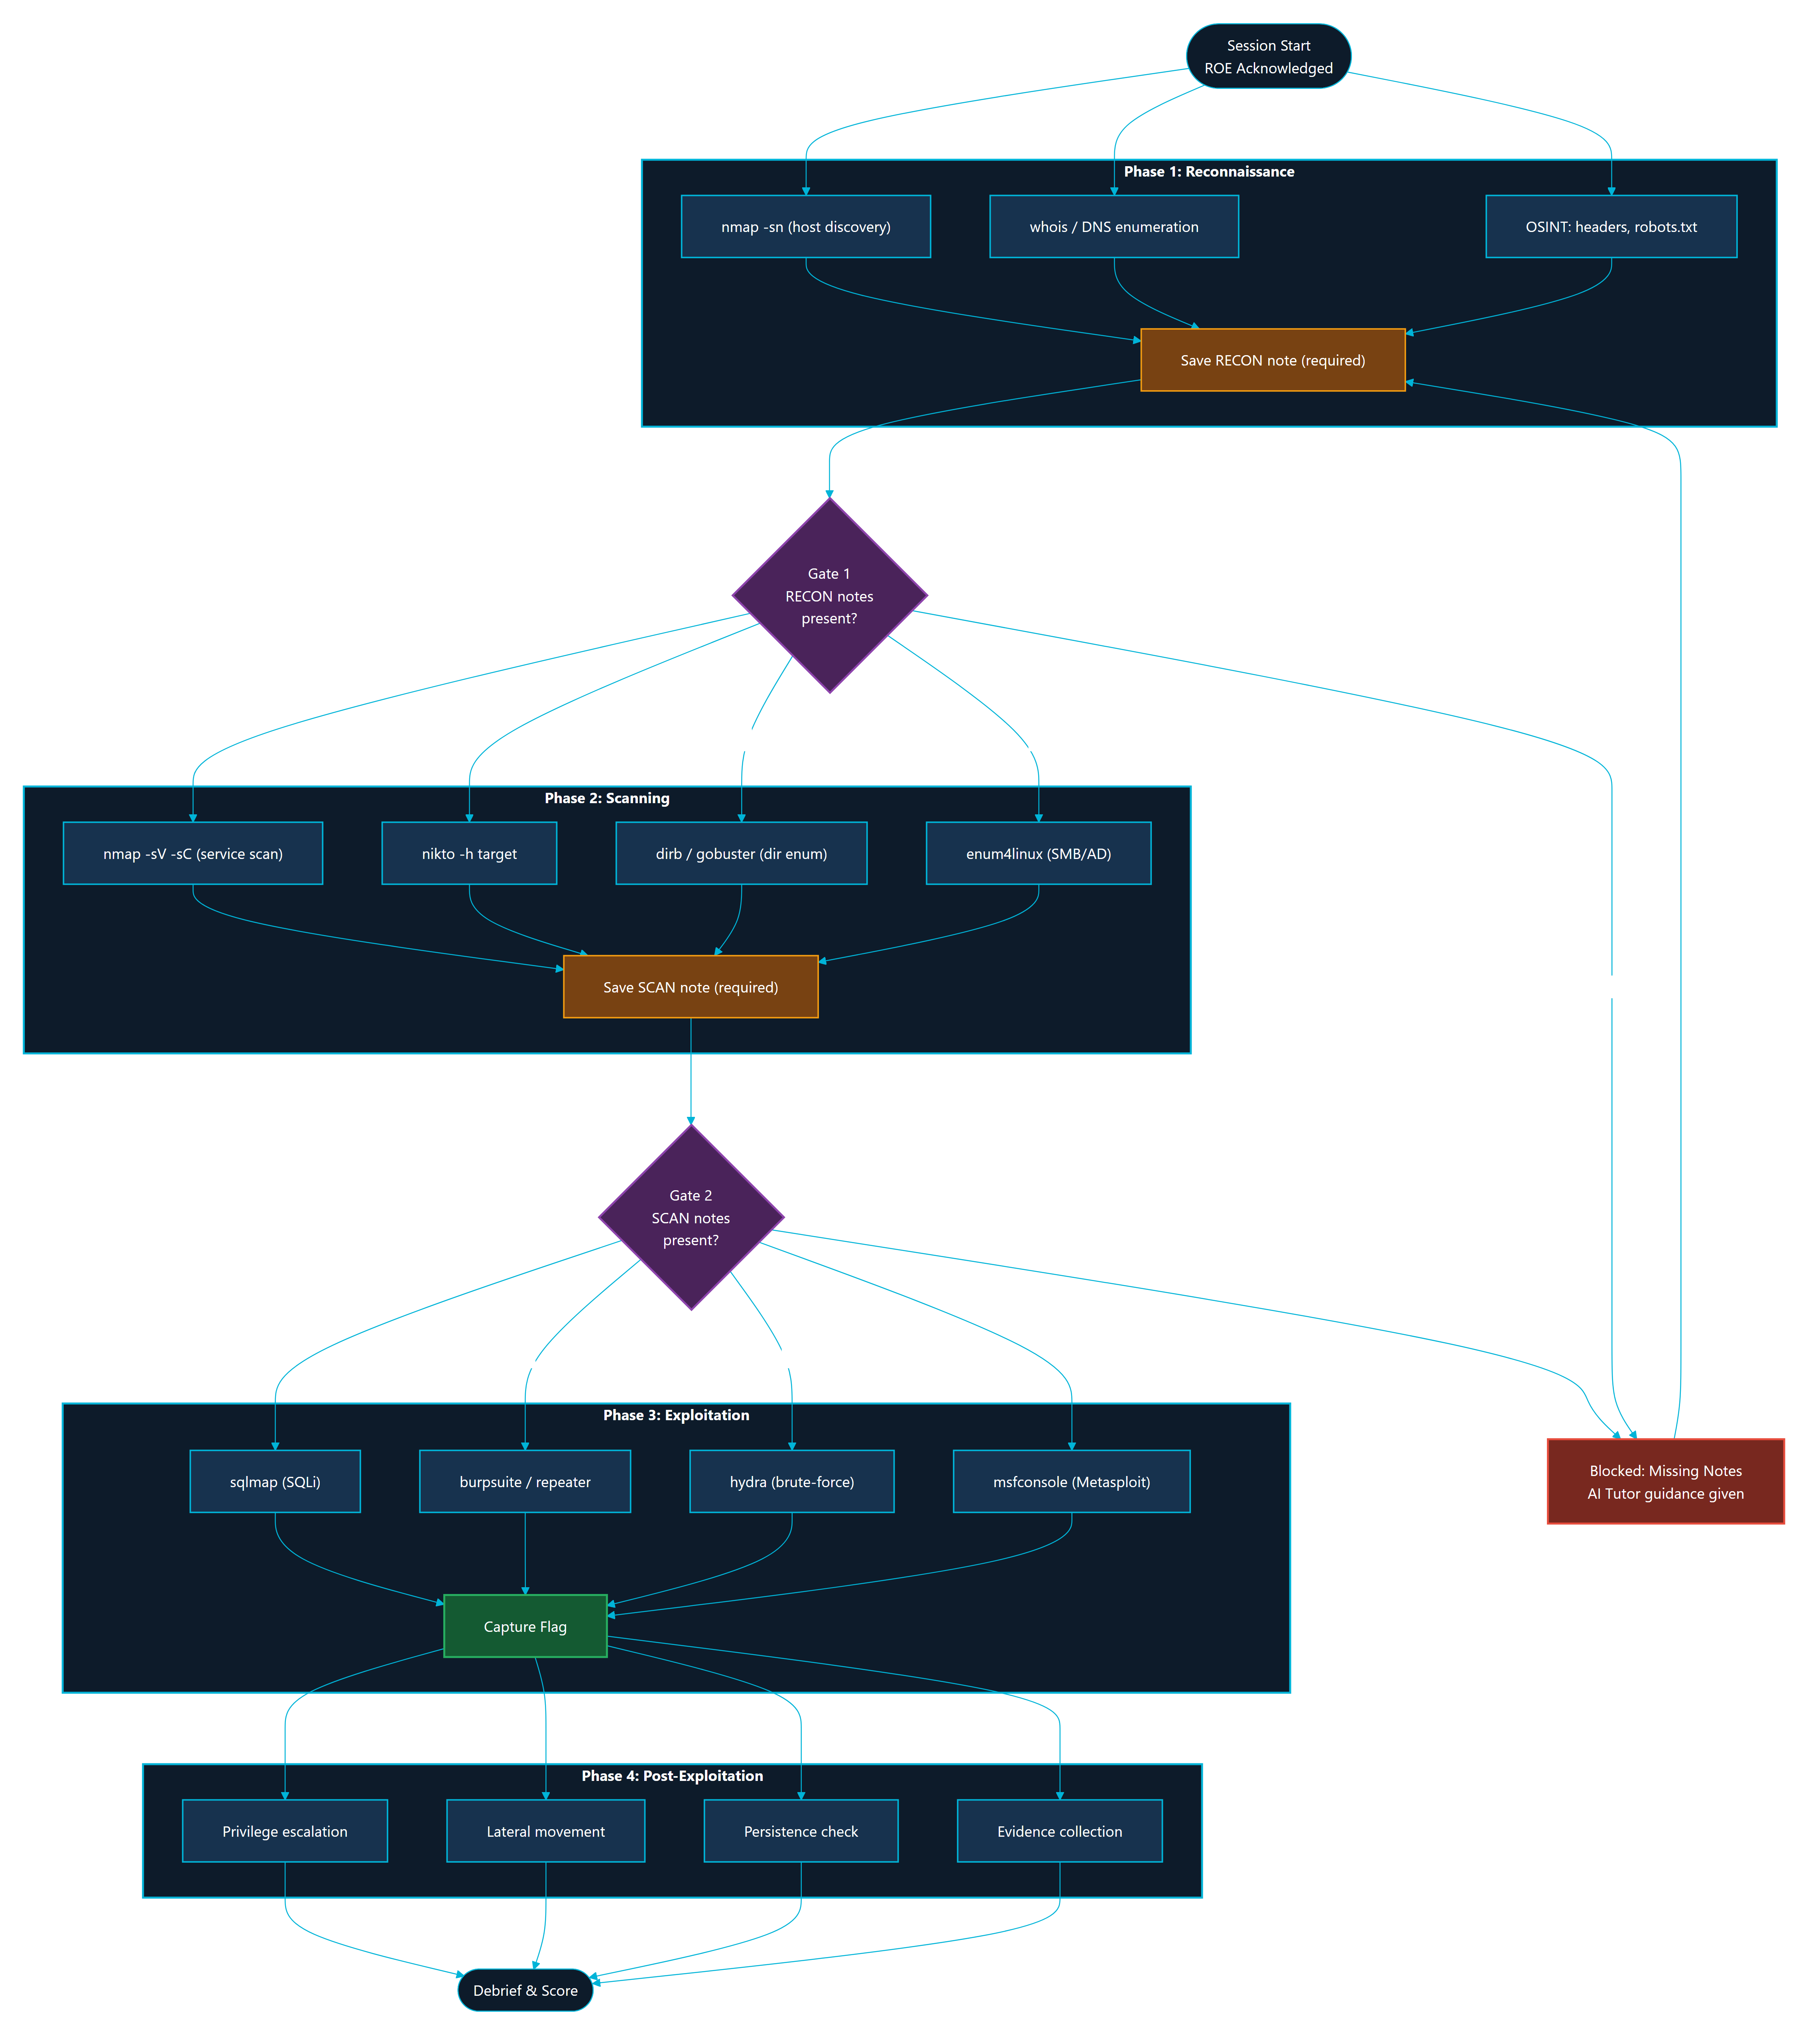 Session Start
ROE Acknowledged
Phase 1: Reconnaissance
nmap -sn (host discovery)
whois / DNS enumeration
OSINT: headers, robots.txt
Save RECON note (required)
Gate 1
RECON notes
present?
Phase 2: Scanning
nmap -sV -sC (service scan)
nikto -h target
dirb / gobuster (dir enum)
enum4linux (SMB/AD)
Save SCAN note (required)
Gate 2
SCAN notes
present?
Phase 3: Exploitation
sqlmap (SQLi)
burpsuite / repeater
hydra (brute-force)
msfconsole (Metasploit)
Blocked: Missing Notes
AI Tutor guidance given
Capture Flag
Phase 4: Post-Exploitation
Privilege escalation
Lateral movement
Persistence check
Evidence collection
Debrief & Score